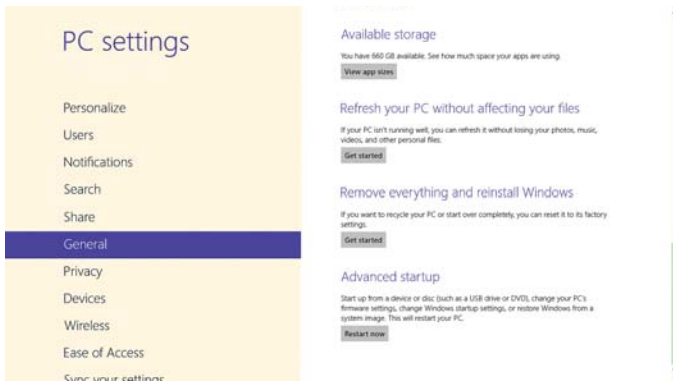 PC settings
Personalize
Users
Notifications
Search
Share
General
Privacy
Devices
Wireless
Ease of Access
Sync your settings
Available storage
You have 660 GB available. See how much space your apps are using.
View app sizes
Refresh your PC without affecting your files
If your PC isn't running well, you can refresh it without losing your photos, music,
videos, and other personal files.
Get started
Remove everything and reinstall Windows
If you want to recycle your PC or start over completely, you can reset it to its factory
settings.
Get started
Advanced startup
Start up from a device or disc (such as a USB drive or DVD), change your PC's
firmware settings, change Windows startup settings, or restore Windows from a
system image. This will restart your PC.
Restart now